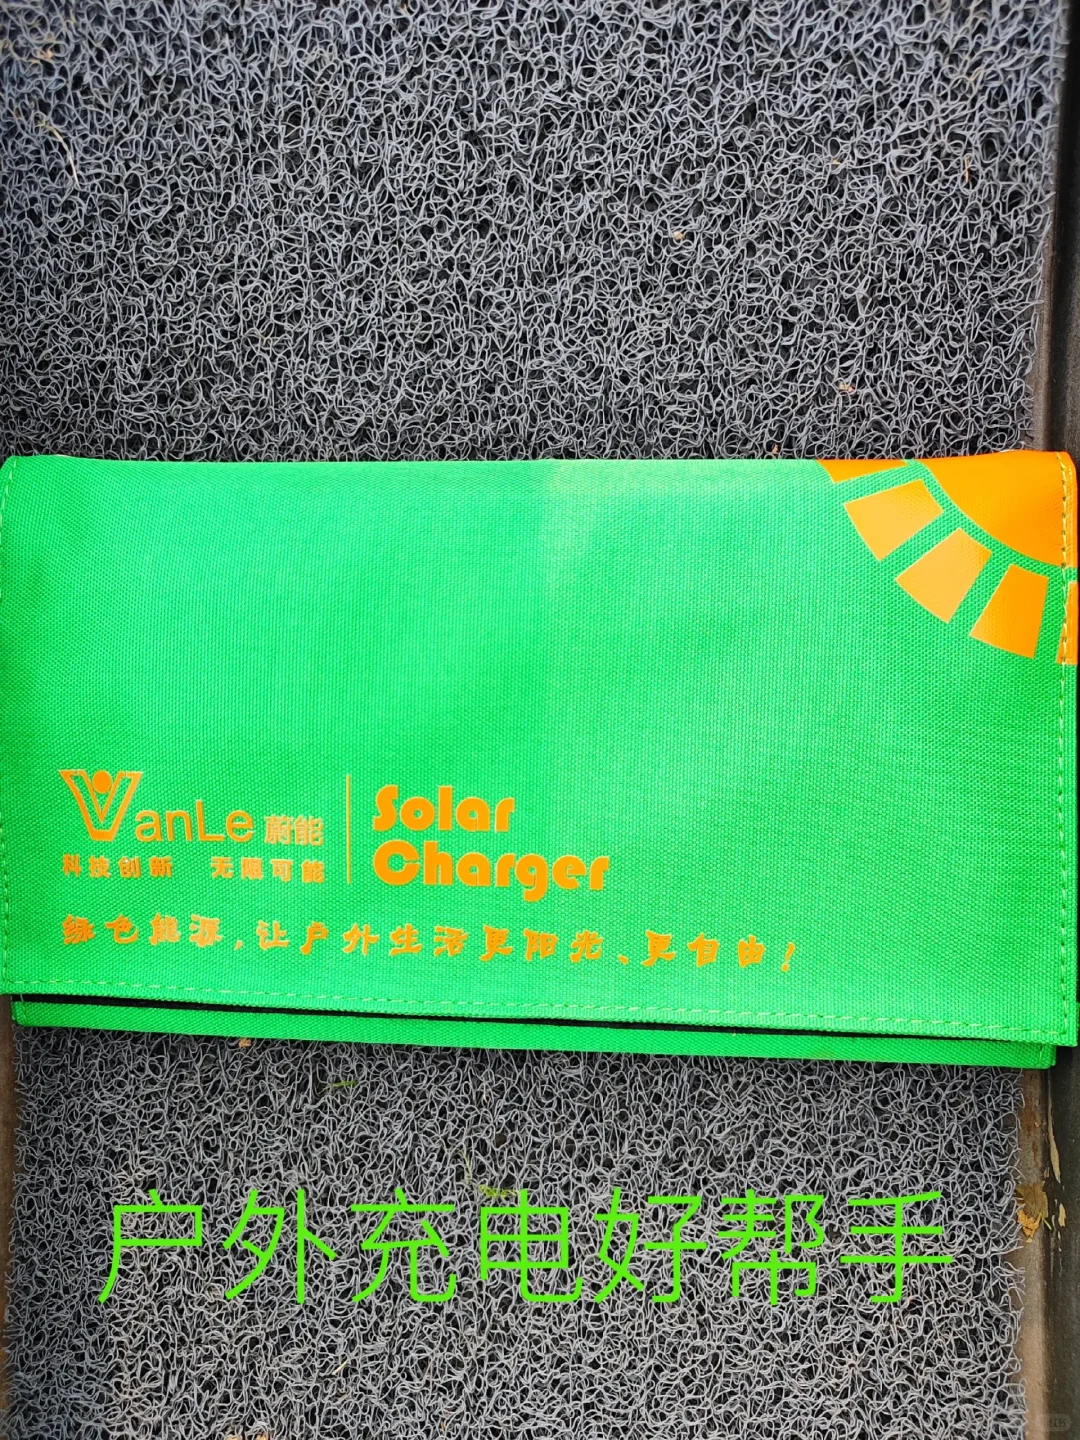 VanLe 蔚能
科技创新 无限可能
Solar
Charger
绿色能源,让户外生活更阳光、更自由!
户外充电好帮手